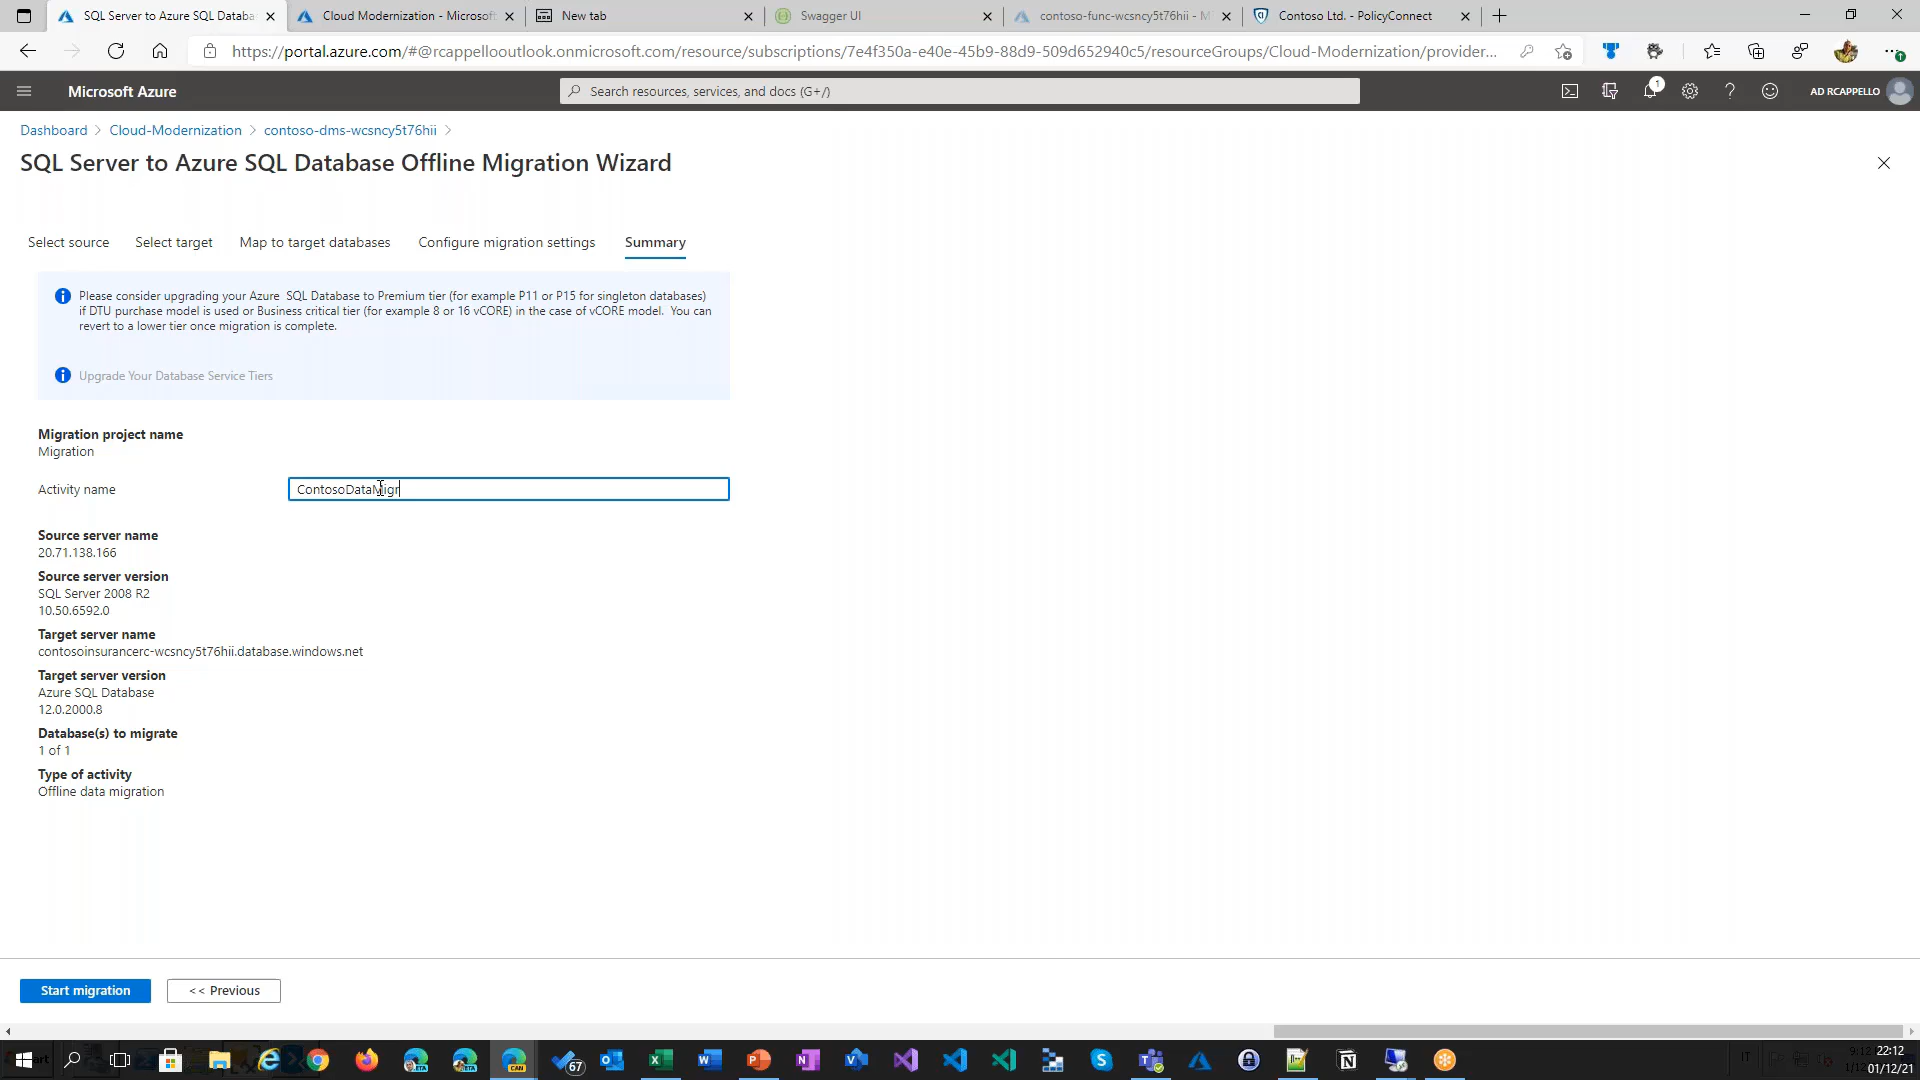 SQL Server to Azure SQL Databa
Cloud Modernization - Microsoft
New tab
Swagger UI
contoso-func-wcsncy5t76hii - M
Contoso Ltd. - PolicyConnect
https://portal.azure.com/#@rcappellooutlook.onmicrosoft.com/resource/subscriptions/7e4f350a-e40e-45b9-88d9-509d652940c5/resourceGroups/Cloud-Modernization/provider...
Microsoft Azure
Search resources, services, and docs (G+/)
1
AD RCAPPELLO
Dashboard > Cloud-Modernization > contoso-dms-wcsncy5t76hii >
SQL Server to Azure SQL Database Offline Migration Wizard
Select source
Select target
Map to target databases
Configure migration settings
Summary
Please consider upgrading your Azure SQL Database to Premium tier (for example P11 or P15 for singleton databases)
if DTU purchase model is used or Business critical tier (for example 8 or 16 vCORE) in the case of vCORE model. You can
revert to a lower tier once migration is complete.
Upgrade Your Database Service Tiers
Migration project name
Migration
Activity name
ContosoDataMigr
Source server name
20.71.138.166
Source server version
SQL Server 2008 R2
10.50.6592.0
Target server name
contosoinsurancerc-wcsncy5t76hii.database.windows.net
Target server version
Azure SQL Database
12.0.2000.8
Database(s) to migrate
1 of 1
Type of activity
Offline data migration
Start migration
<< Previous
67
IT
22:12
01/12/21